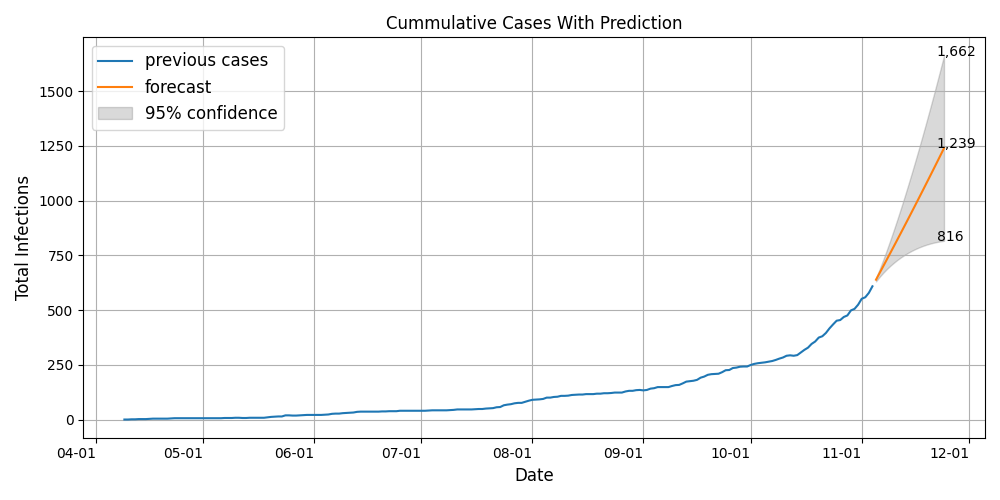 Cummulative Cases With Prediction
previous cases
forecast
95% confidence
1,662
1,239
816
1500
1250
1000
750
500
250
0
Total Infections
04-01 05-01 06-01 07-01 08-01 09-01 10-01 11-01 12-01
Date